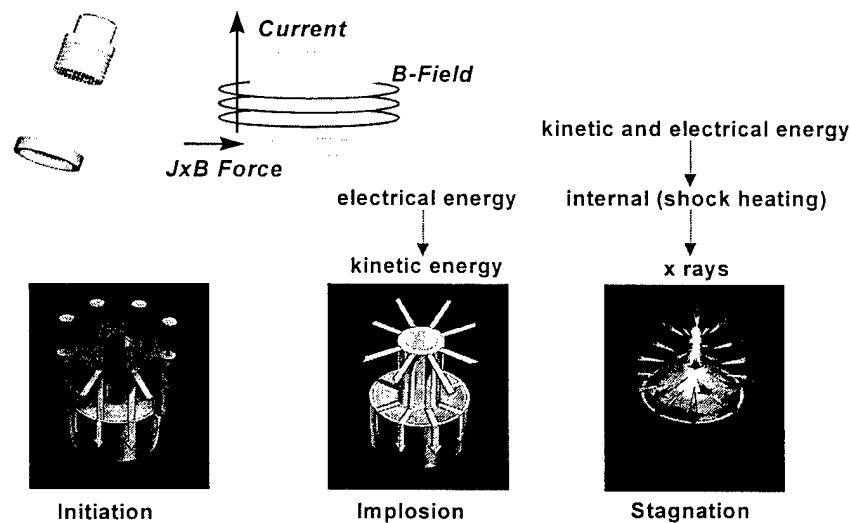 Current
B-Field
JxB Force
electrical energy
kinetic energy
kinetic and electrical energy
internal (shock heating)
x rays
Initiation
Implosion
Stagnation